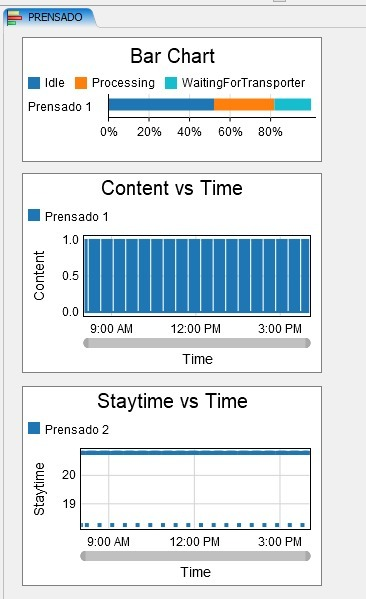 PRENSADO
Bar Chart
Idle Processing WaitingForTransporter
Prensado 1
0% 20% 40% 60% 80%
Content vs Time
Prensado 1
Content
1.0
0.5
0.0
9:00 AM 12:00 PM 3:00 PM
Time
Staytime vs Time
Prensado 2
Staytime
20
19
9:00 AM 12:00 PM 3:00 PM
Time